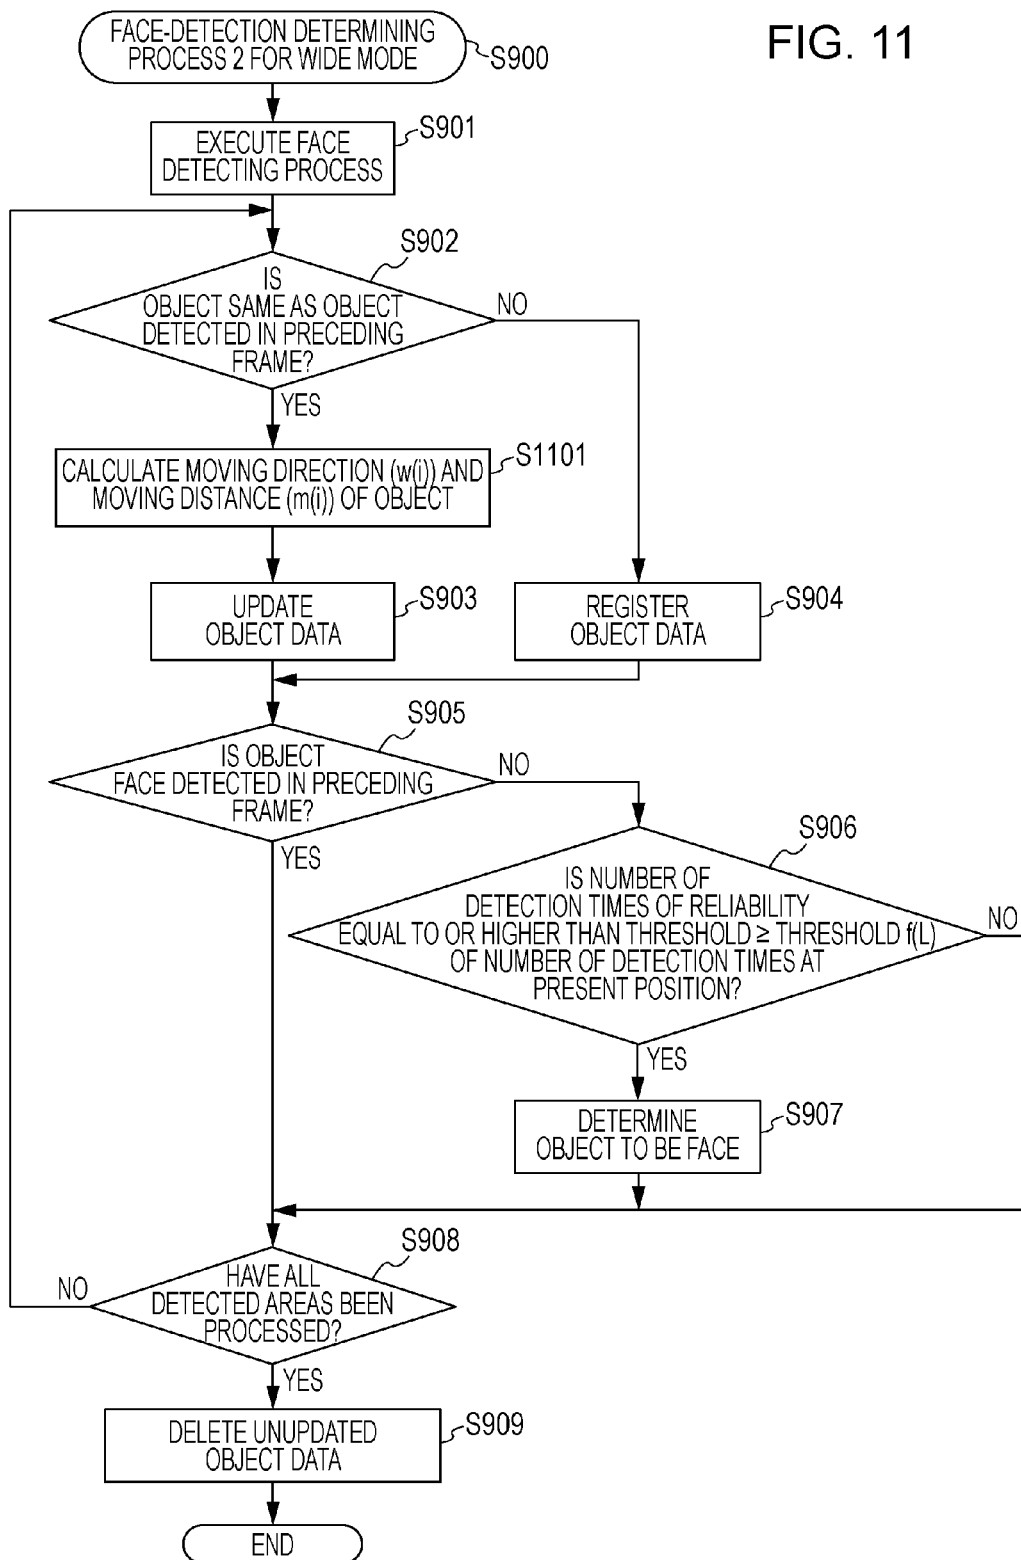 FIG. 11
FACE-DETECTION DETERMINING
PROCESS 2 FOR WIDE MODE
S900
EXECUTE FACE
DETECTING PROCESS
S901
S902
IS
OBJECT SAME AS OBJECT
DETECTED IN PRECEDING
FRAME?
NO
YES
S1101
CALCULATE MOVING DIRECTION (w(i)) AND
MOVING DISTANCE (m(i)) OF OBJECT
UPDATE
OBJECT DATA
S903
REGISTER
OBJECT DATA
S904
S905
IS OBJECT
FACE DETECTED IN PRECEDING
FRAME?
NO
YES
S906
IS NUMBER OF
DETECTION TIMES OF RELIABILITY
EQUAL TO OR HIGHER THAN THRESHOLD ≥ THRESHOLD f(L)
OF NUMBER OF DETECTION TIMES AT
PRESENT POSITION?
NO
YES
DETERMINE
OBJECT TO BE FACE
S907
S908
HAVE ALL
DETECTED AREAS BEEN
PROCESSED?
NO
YES
DELETE UNUPDATED
OBJECT DATA
S909
END